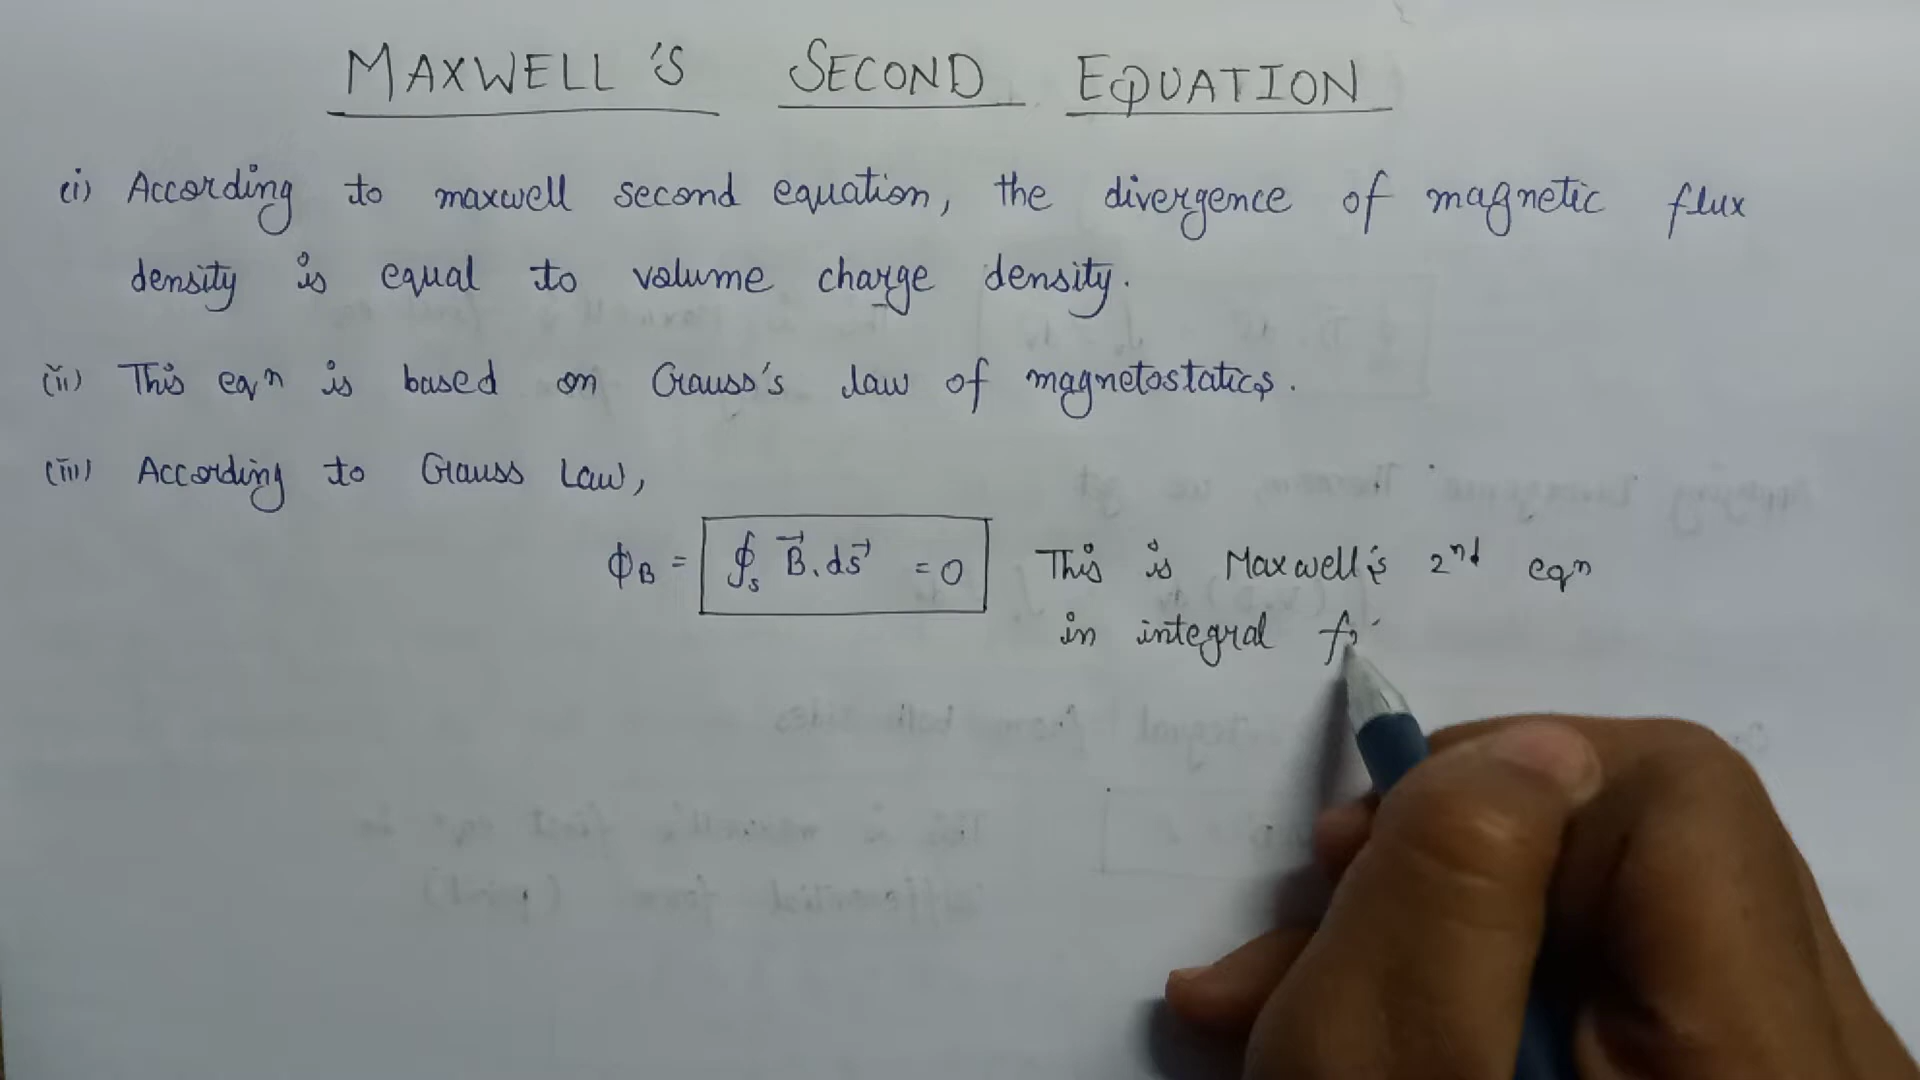 MAXWELL'S SECOND EQUATION
(i) According to maxwell second equation, the divergence of magnetic flux
density is equal to volume charge density.
(ii) This eqn is based on Gauss's law of magnetostatics.
(iii) According to Gauss Law,
ϕB = ∮s B⃗. ds⃗ = 0 This is Maxwell's 2nd eqn
in integral